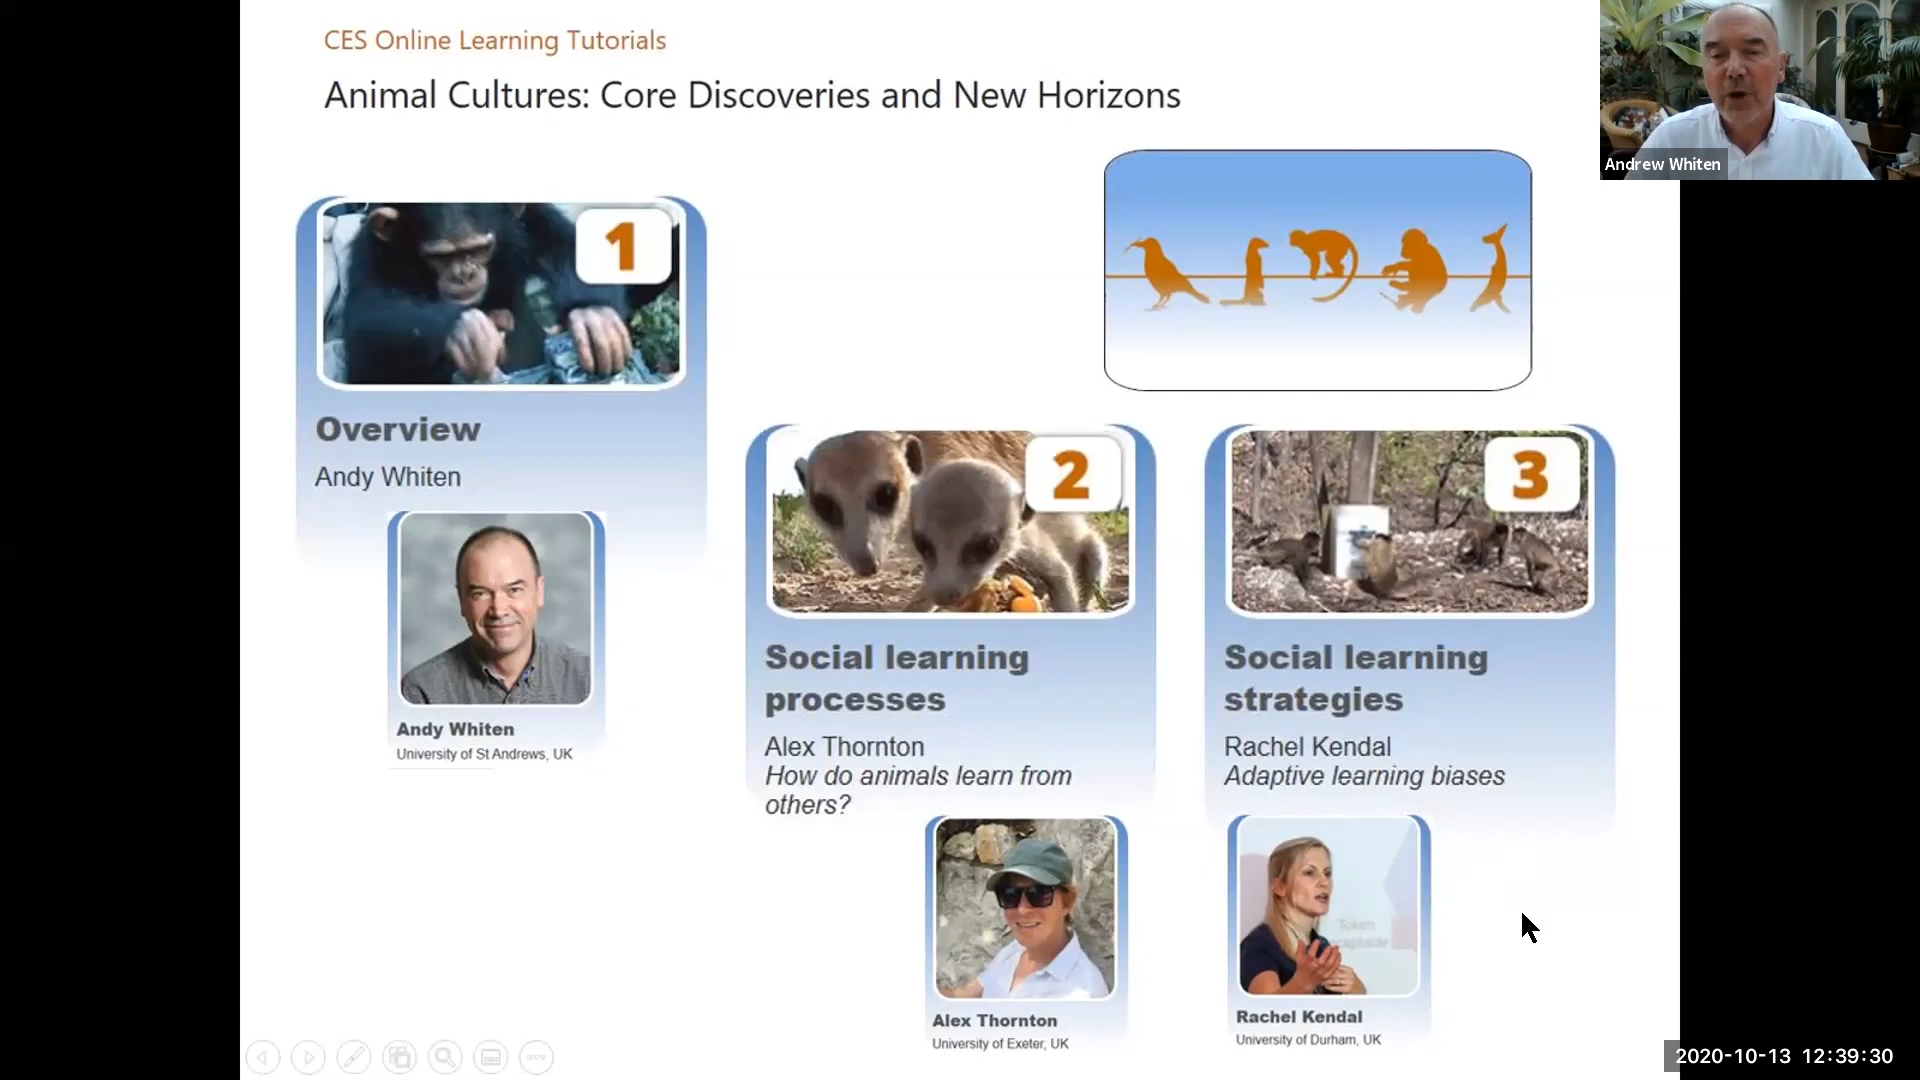 CES Online Learning Tutorials
Animal Cultures: Core Discoveries and New Horizons
Andrew Whiten
1
Overview
Andy Whiten
Andy Whiten
University of St Andrews, UK
2
Social learning
processes
Alex Thornton
How do animals learn from
others?
Alex Thornton
University of Exeter, UK
3
Social learning
strategies
Rachel Kendal
Adaptive learning biases
Token
Rachel Kendal
University of Durham, UK
2020-10-13 12:39:30